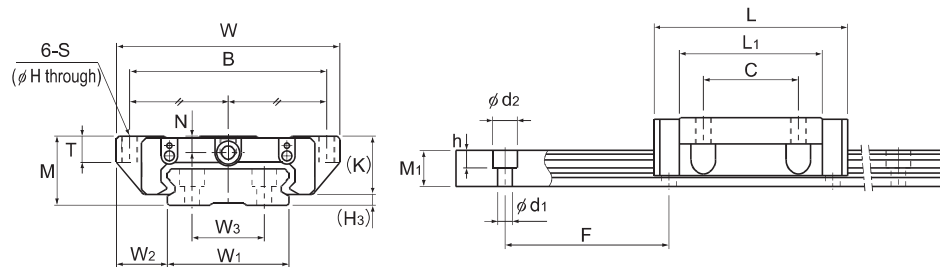 W
6-S
B
(φH through)
N
T
M
(K)
(H3)
W3
W2
W1
L
L1
C
φd2
h
M1
φd1
F